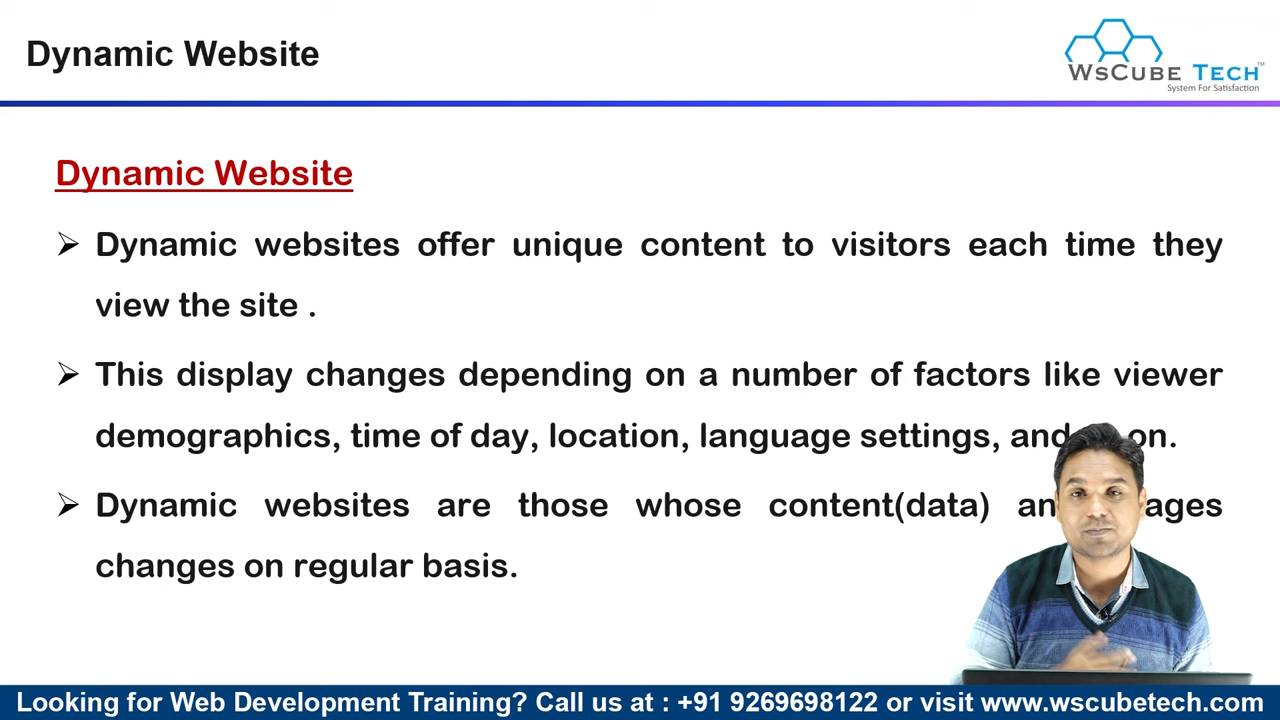 Dynamic Website
WSCUBE TECH™
System For Satisfaction
Dynamic Website
➢ Dynamic websites offer unique content to visitors each time they
view the site .
➢ This display changes depending on a number of factors like viewer
demographics, time of day, location, language settings, and on.
➢ Dynamic websites are those whose content(data)
changes on regular basis.
Looking for Web Development Training? Call us at : +91 9269698122 or visit www.wscubetech.com